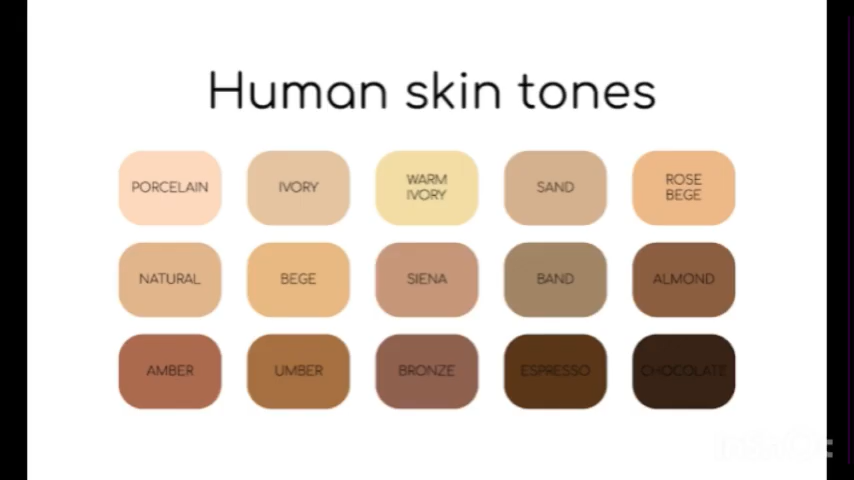 Human skin tones
PORCELAIN
IVORY
WARM
IVORY
SAND
ROSE
BEGE
NATURAL
BEGE
SIENA
BAND
ALMOND
AMBER
UMBER
BRONZE
ESPRESSO
CHOCOLATE